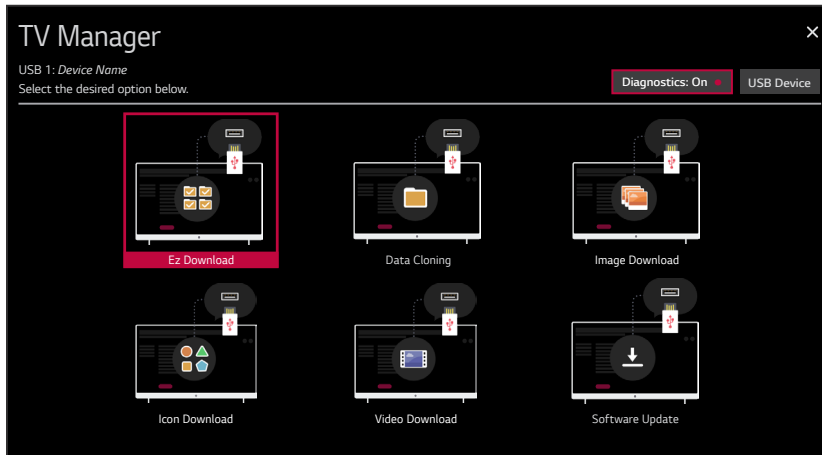 TV Manager
USB 1: Device Name
Select the desired option below.
Diagnostics: On
USB Device
Ez Download
Data Cloning
Image Download
Icon Download
Video Download
Software Update